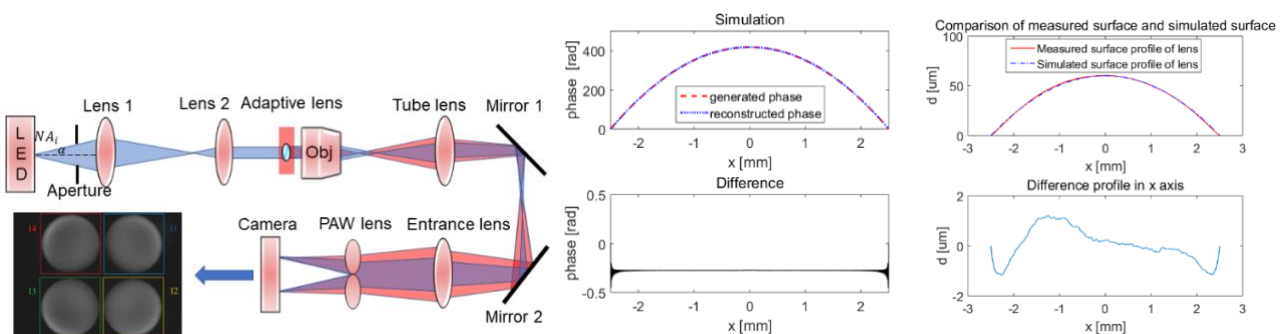 Lens 1
Lens 2
Adaptive lens
Tube lens
Mirror 1
L
E
D
NA_i
α
Aperture
Obj
Camera
PAW lens
Entrance lens
Mirror 2
I4
I1
I3
I2
Simulation
phase [rad]
400
200
0
generated phase
reconstructed phase
-2 -1 0 1 2
x [mm]
Difference
phase [rad]
0.5
0
-0.5
-2 -1 0 1 2
x [mm]
Comparison of measured surface and simulated surface
d [um]
100
50
0
Measured surface profile of lens
Simulated surface profile of lens
-3 -2 -1 0 1 2 3
x [mm]
Difference profile in x axis
d [um]
2
0
-2
-3 -2 -1 0 1 2 3
x [mm]